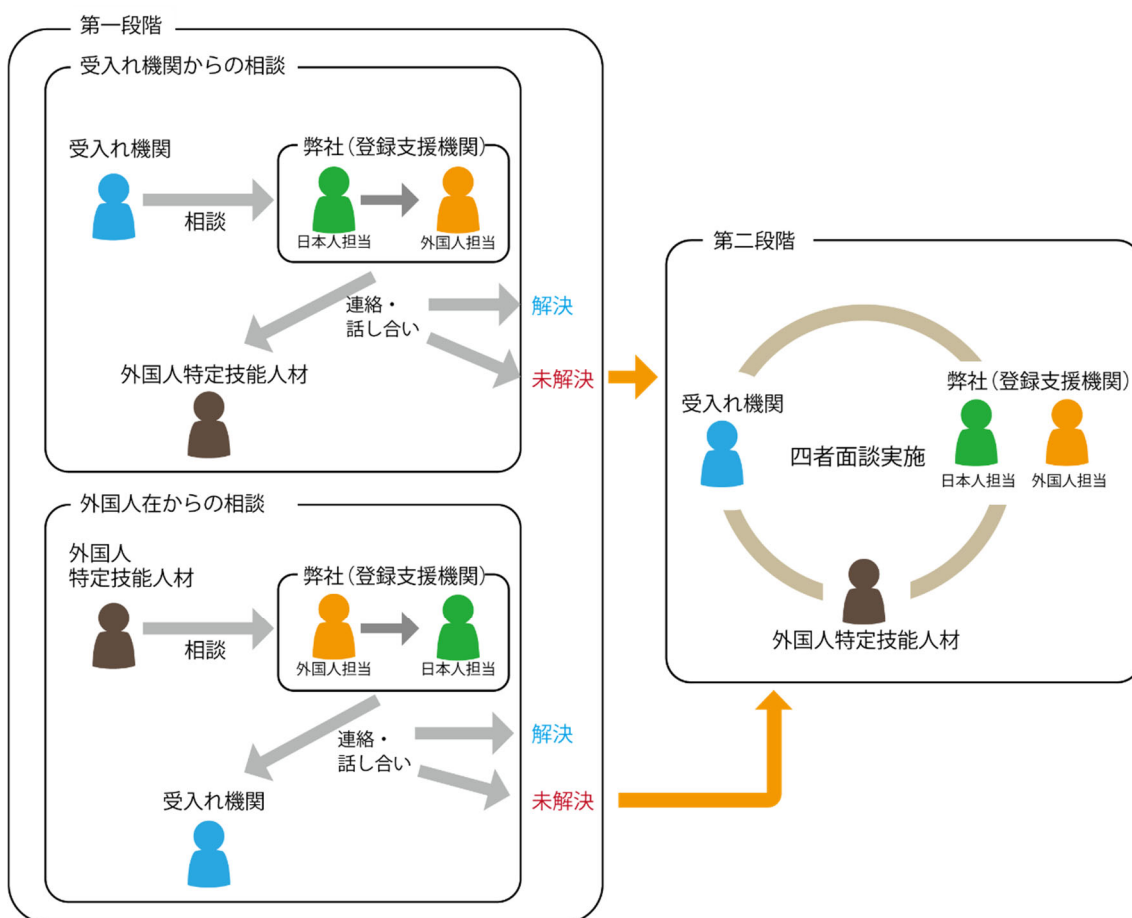 第一段階
受入れ機関からの相談
受入れ機関
弊社(登録支援機関)
相談
日本人担当
外国人担当
連絡・
話し合い
解決
外国人特定技能人材
未解決
外国人在からの相談
外国人
特定技能人材
弊社(登録支援機関)
相談
外国人担当
日本人担当
連絡・
話し合い
解決
受入れ機関
未解決
第二段階
弊社(登録支援機関)
受入れ機関
四者面談実施
日本人担当
外国人担当
外国人特定技能人材